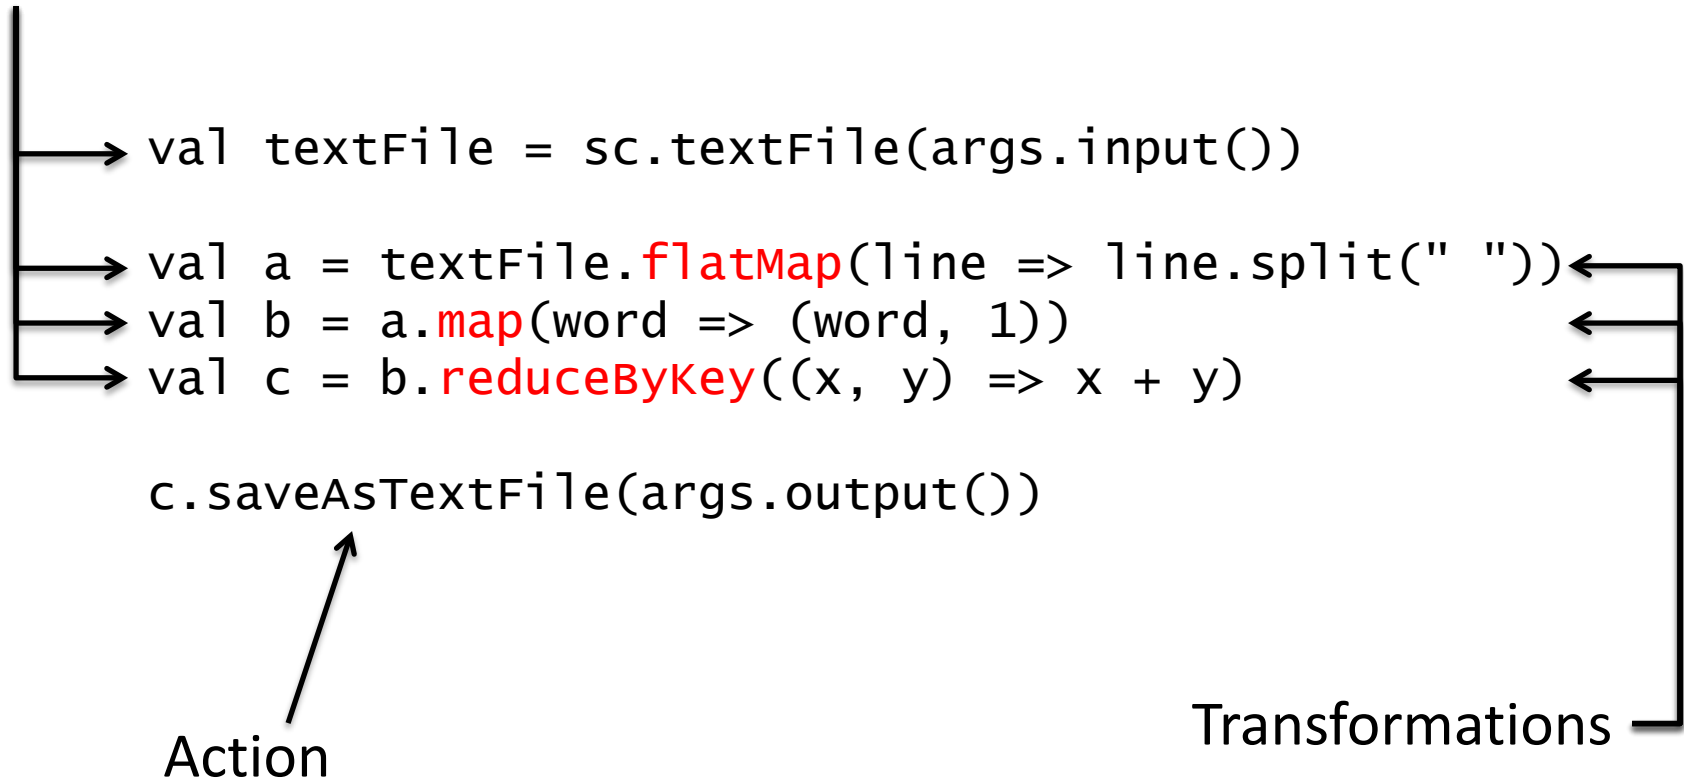 val textFile = sc.textFile(args.input())
val a = textFile.flatMap(line => line.split(" "))
val b = a.map(word => (word, 1))
val c = b.reduceByKey((x, y) => x + y)
c.saveAsTextFile(args.output())
Transformations
Action